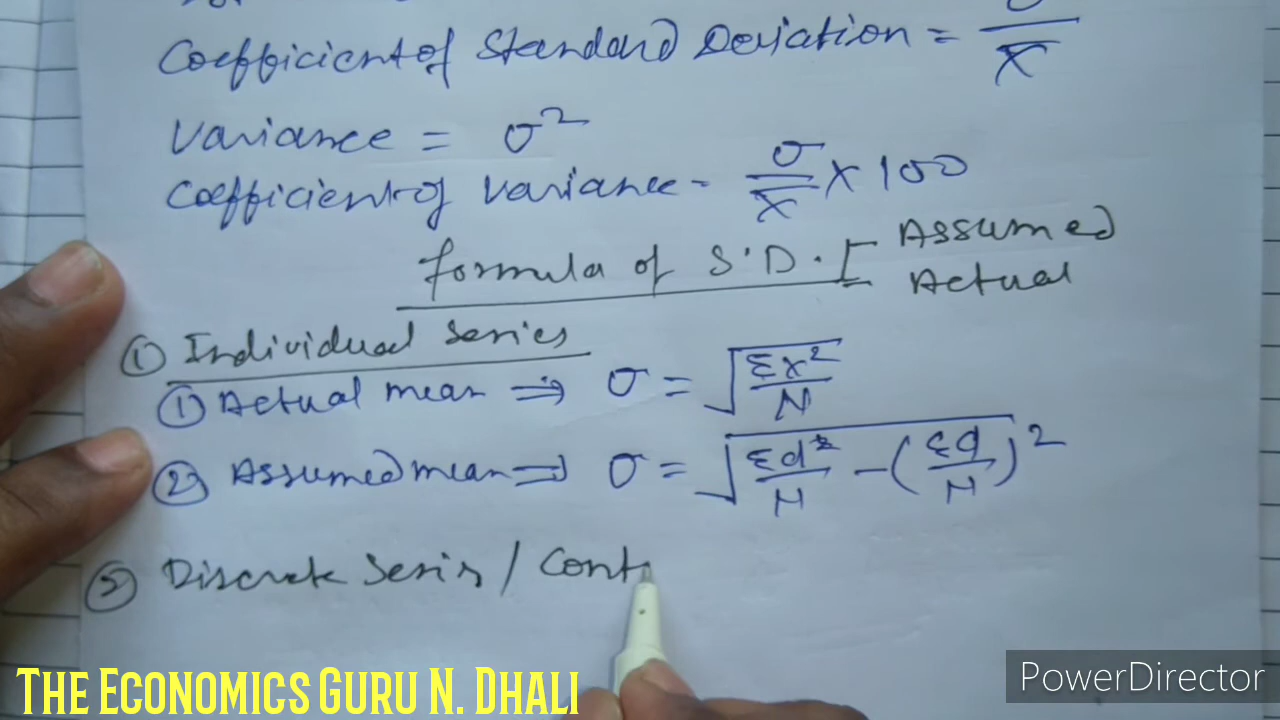 Coefficient of Standard Deviation = σ/x̄
Variance = σ²
Coefficient of variance - σ/x̄ × 100
formula of S.D. [ Assumed
Actual
① Individual Series
① Actual mean ⇒ σ = √(Σx²/N)
② Assumed mean ⇒ σ = √(Σd²/N - (Σd/N)²)
② Discrete Series / Cont
THE ECONOMICS GURU N. DHALI
PowerDirector